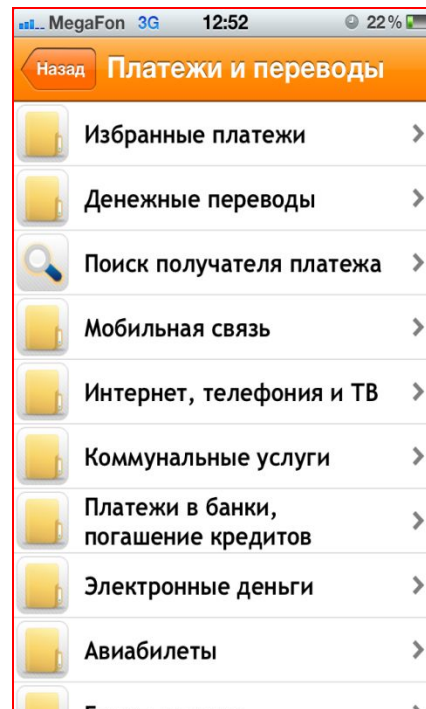 MegaFon 3G 12:52 22%
Назад Платежи и переводы
Избранные платежи
Денежные переводы
Поиск получателя платежа
Мобильная связь
Интернет, телефония и ТВ
Коммунальные услуги
Платежи в банки,
погашение кредитов
Электронные деньги
Авиабилеты